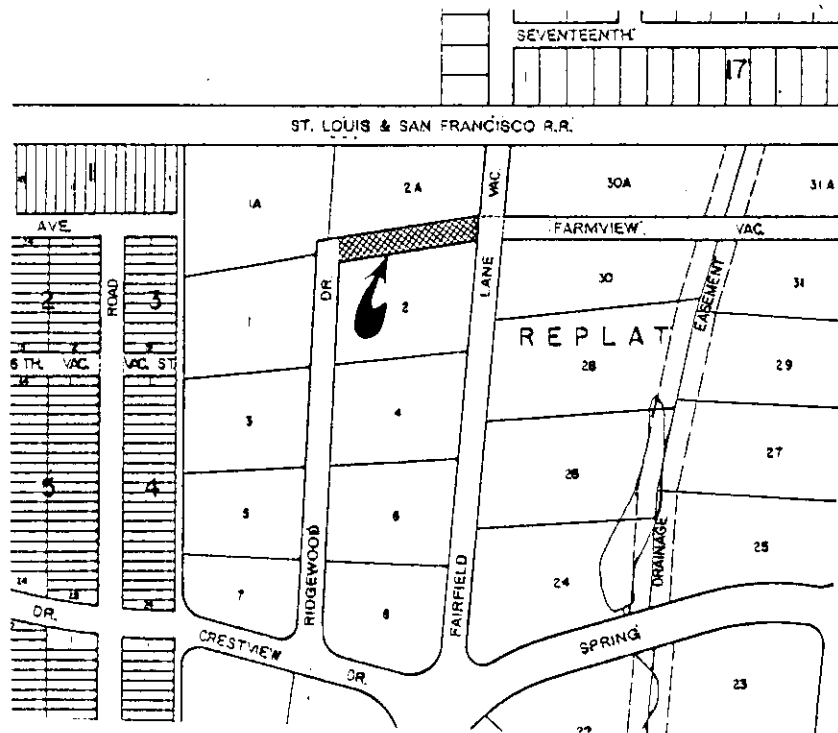 SEVENTEENTH
17
ST. LOUIS & SAN FRANCISCO R.R.
1A
2A
VAC.
30A
31A
AVE.
FARMVIEW
VAC.
2
ROAD
3
1
DR.
2
LANE
30
EASEMENT
31
REPLAT
TH. VAC.
VAC. ST.
28
29
3
4
5
4
26
27
5
6
24
25
DRAINAGE
7
8
RIDGEWOOD
FAIRFIELD
DR.
CRESTVIEW
DR.
SPRING
23
22